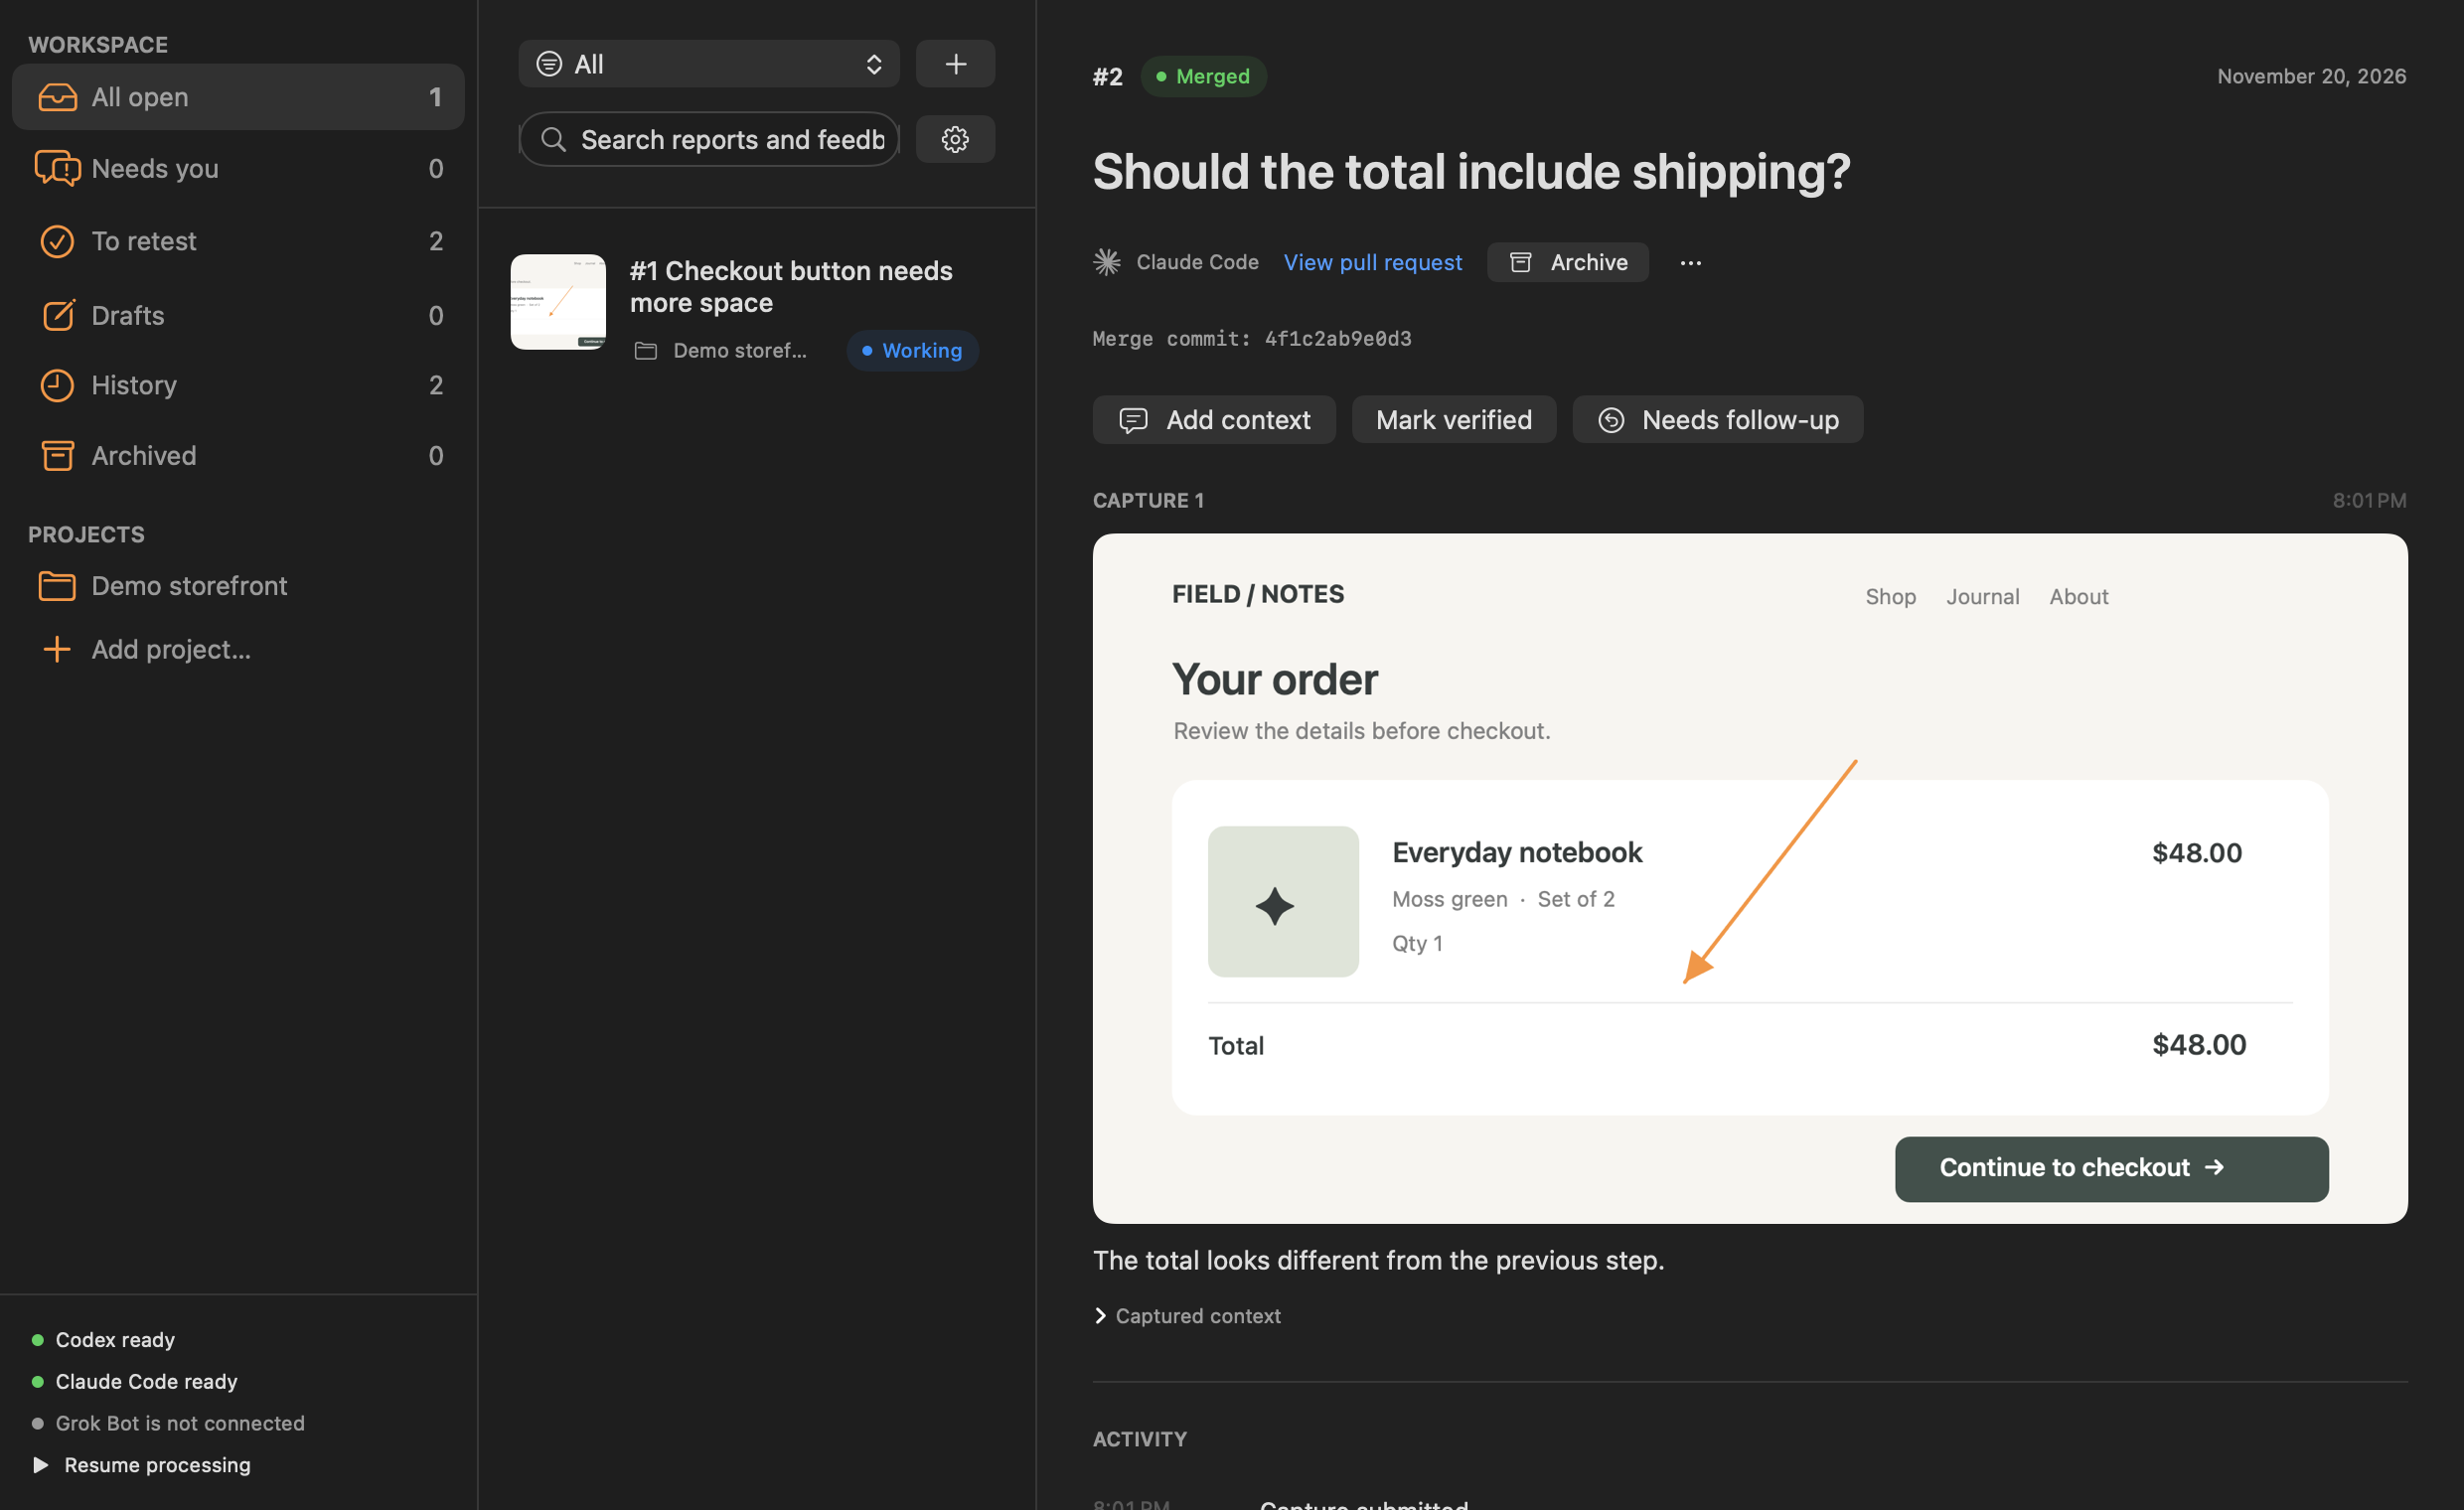 WORKSPACE
All open 1
Needs you 0
To retest 2
Drafts 0
History 2
Archived 0
PROJECTS
Demo storefront
Add project...
Codex ready
Claude Code ready
Grok Bot is not connected
Resume processing
All
Search reports and feedb
#1 Checkout button needs
more space
Demo storef...
Working
#2 Merged November 20, 2026
Should the total include shipping?
Claude Code View pull request Archive
Merge commit: 4f1c2ab9e0d3
Add context Mark verified Needs follow-up
CAPTURE 1 8:01 PM
FIELD / NOTES Shop Journal About
Your order
Review the details before checkout.
Everyday notebook $48.00
Moss green · Set of 2
Qty 1
Total $48.00
Continue to checkout →
The total looks different from the previous step.
Captured context
ACTIVITY
8:01 PM Capture submitted